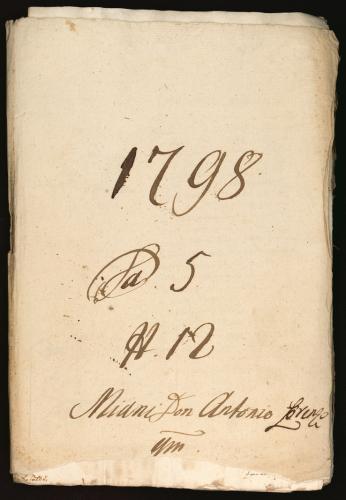 1798
Pa. 5
N. 12
Miani Don Antonio Lorenzo